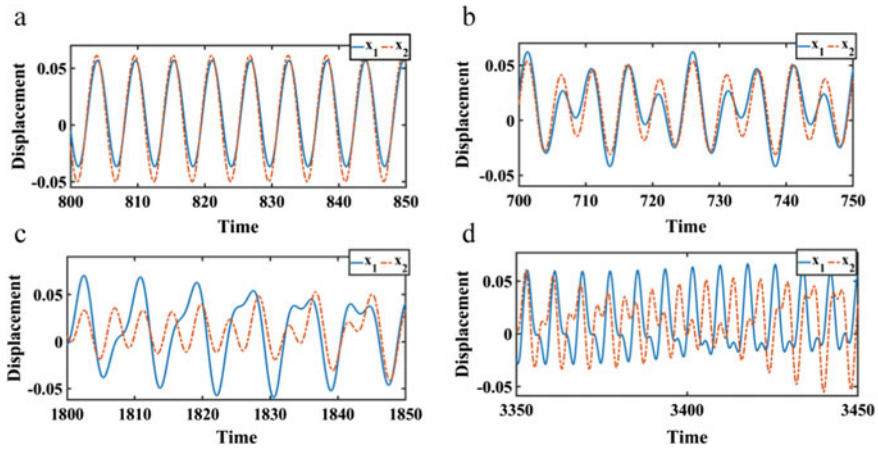 a
x1 x2
Displacement
0.05
0
-0.05
800 810 820 830 840 850
Time
b
x1 x2
Displacement
0.05
0
-0.05
700 710 720 730 740 750
Time
c
x1 x2
Displacement
0.05
0
-0.05
1800 1810 1820 1830 1840 1850
Time
d
x1 x2
Displacement
0.05
0
-0.05
3350 3400 3450
Time